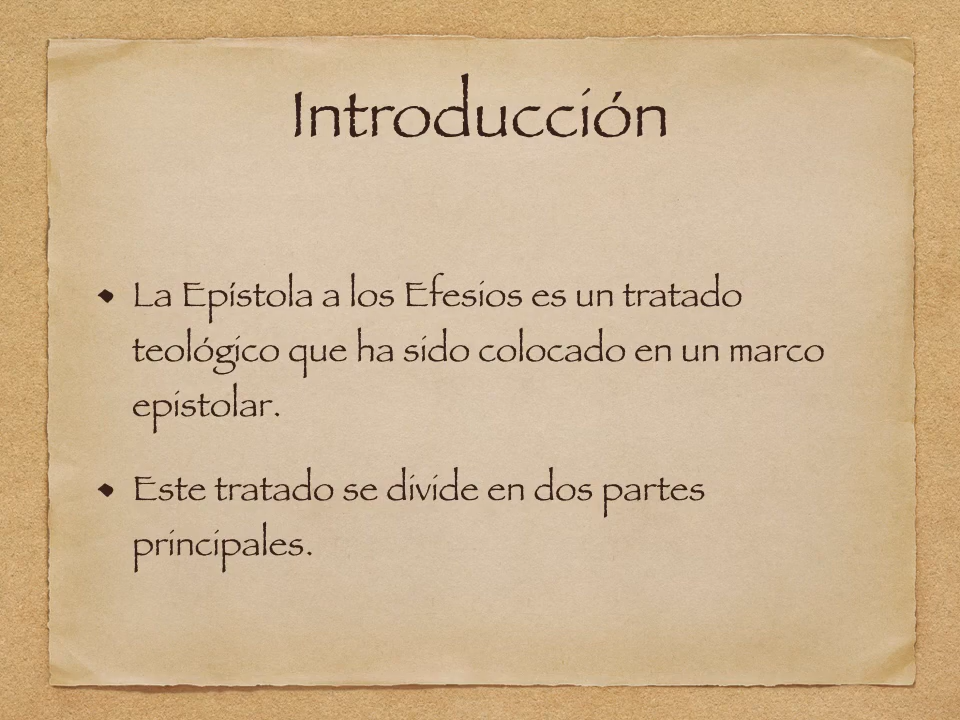 Introducción
• La Epístola a los Efesios es un tratado
teológico que ha sido colocado en un marco
epistolar.
• Este tratado se divide en dos partes
principales.